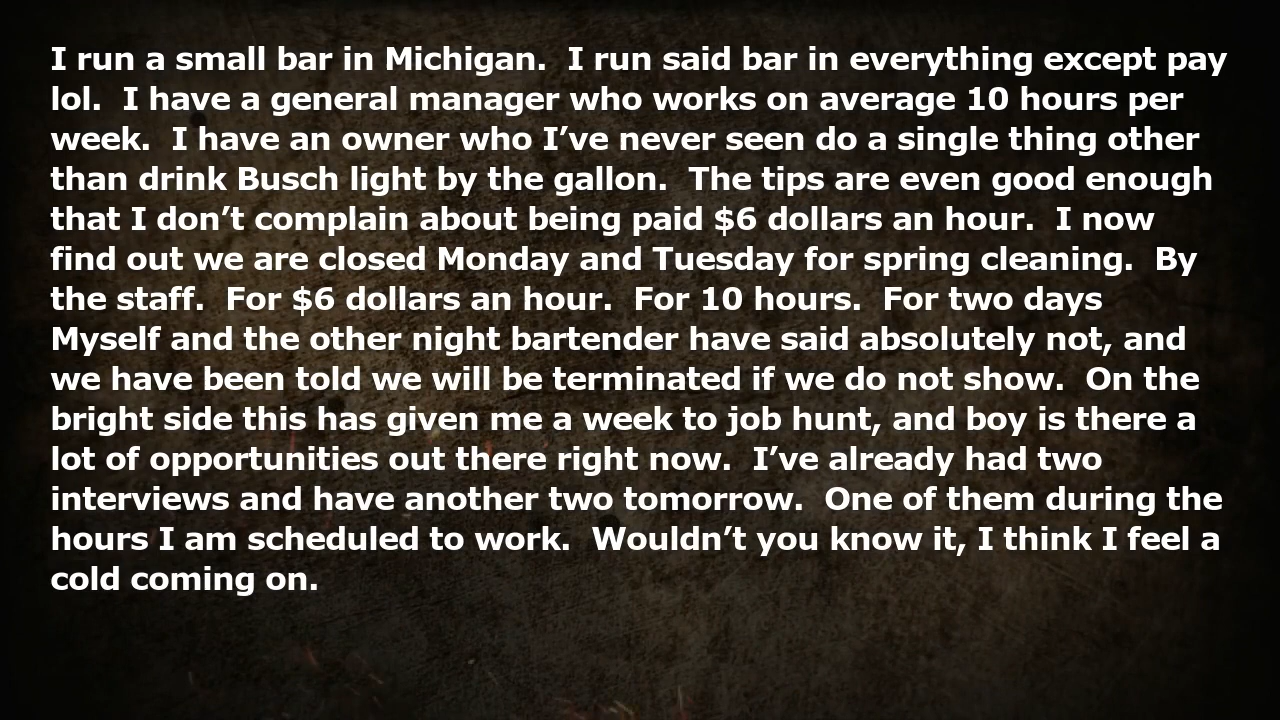 I run a small bar in Michigan.  I run said bar in everything except pay
lol.  I have a general manager who works on average 10 hours per
week.  I have an owner who I’ve never seen do a single thing other
than drink Busch light by the gallon.  The tips are even good enough
that I don’t complain about being paid $6 dollars an hour.  I now
find out we are closed Monday and Tuesday for spring cleaning.  By
the staff.  For $6 dollars an hour.  For 10 hours.  For two days
Myself and the other night bartender have said absolutely not, and
we have been told we will be terminated if we do not show.  On the
bright side this has given me a week to job hunt, and boy is there a
lot of opportunities out there right now.  I’ve already had two
interviews and have another two tomorrow.  One of them during the
hours I am scheduled to work.  Wouldn’t you know it, I think I feel a
cold coming on.